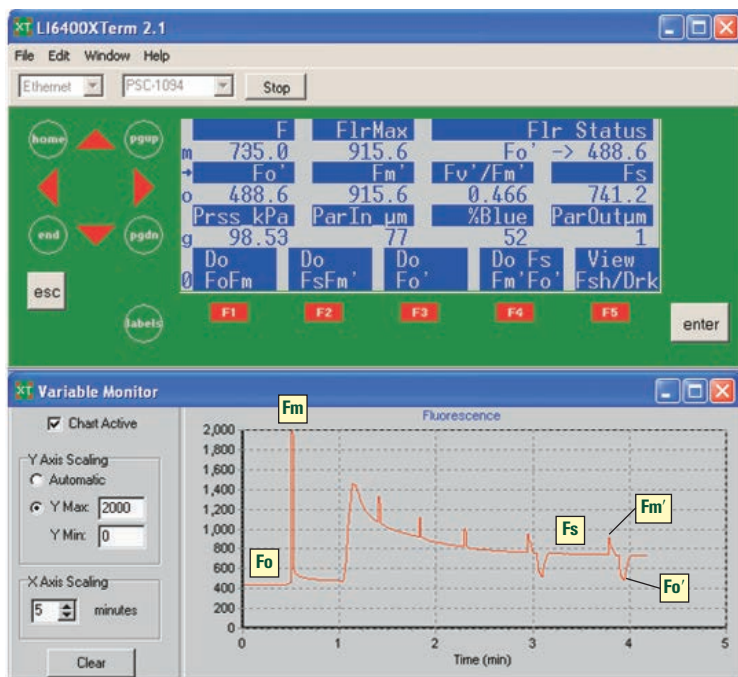 LI6400XTerm 2.1
File Edit Window Help
Ethernet PSC-1094 Stop
home pgup
end pgdn
esc
labels
F FlrMax Flr Status
m 735.0 915.6 Fo' -> 488.6
→ Fo' Fm' Fv'/Fm' Fs
o 488.6 915.6 0.466 741.2
Prss kPa ParIn µm %Blue ParOutµm
g 98.53 77 52 1
Do Do Do Do Fs View
0 FoFm FsFm' Fo' Fm'Fo' Fsh/Drk
F1 F2 F3 F4 F5
enter
XT Variable Monitor
Chart Active
Y Axis Scaling
Automatic
Y Max: 2000
Y Min: 0
X Axis Scaling
5 minutes
Clear
Fluorescence
2,000
1,800
1,600
1,400
1,200
1,000
800
600
400
200
0
0 1 2 3 4 5
Time (min)
Fm
Fo
Fs
Fm′
Fo′